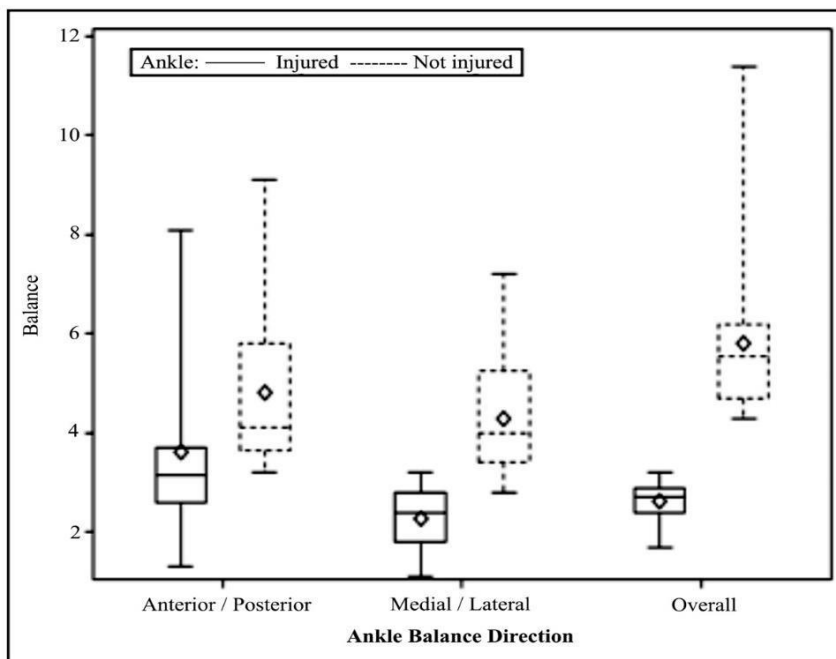 12
Ankle: Injured Not injured
10
8
Balance
6
4
2
Anterior / Posterior Medial / Lateral Overall
Ankle Balance Direction